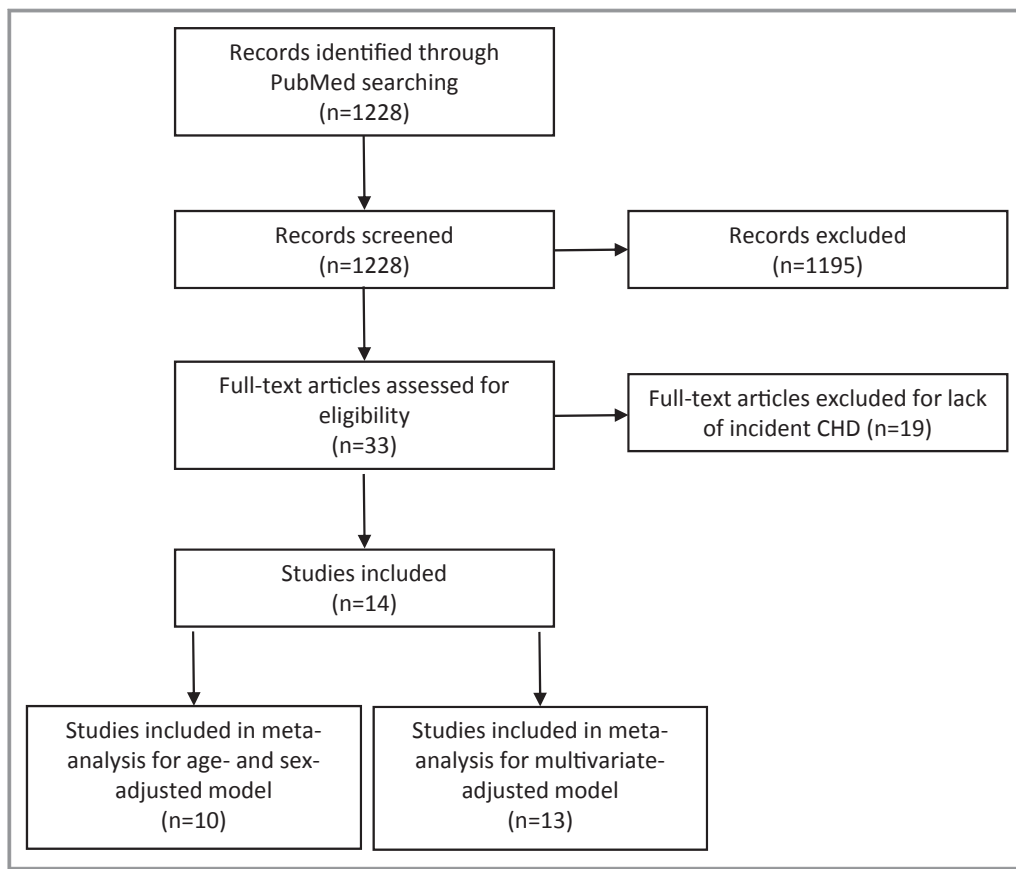 Records identified through
PubMed searching
(n=1228)
Records screened
(n=1228)
Records excluded
(n=1195)
Full-text articles assessed for
eligibility
(n=33)
Full-text articles excluded for lack
of incident CHD (n=19)
Studies included
(n=14)
Studies included in meta-
analysis for age- and sex-
adjusted model
(n=10)
Studies included in meta-
analysis for multivariate-
adjusted model
(n=13)